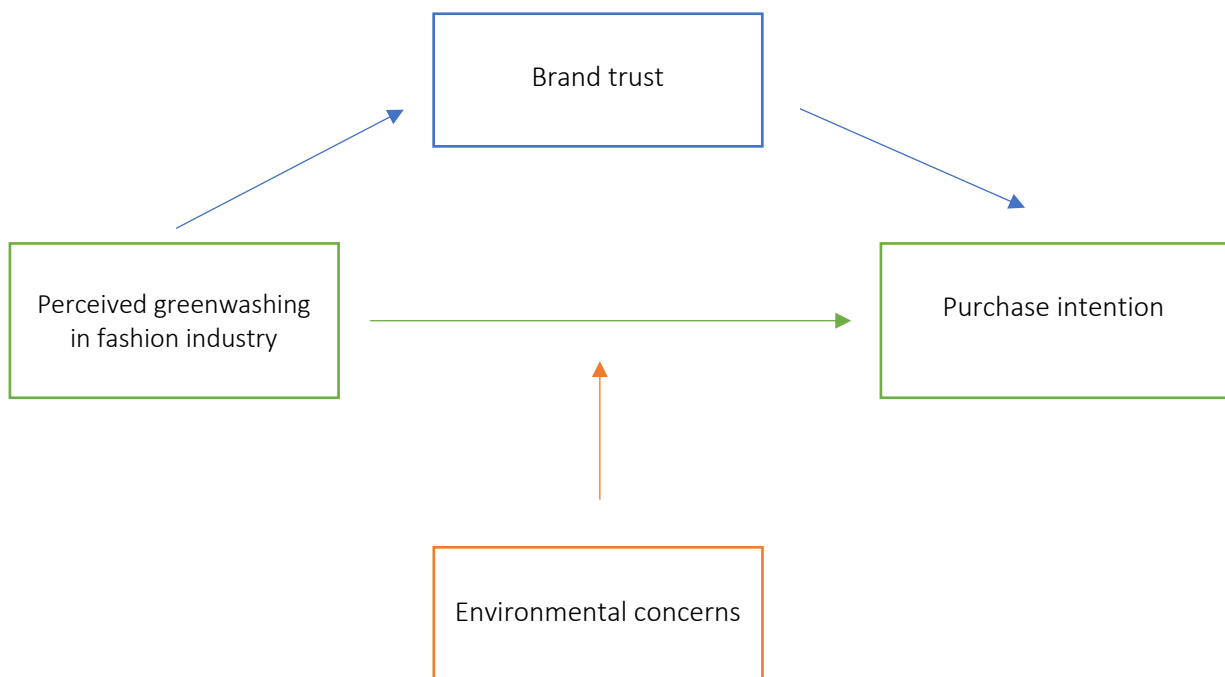 Brand trust
Perceived greenwashing
in fashion industry
Purchase intention
Environmental concerns